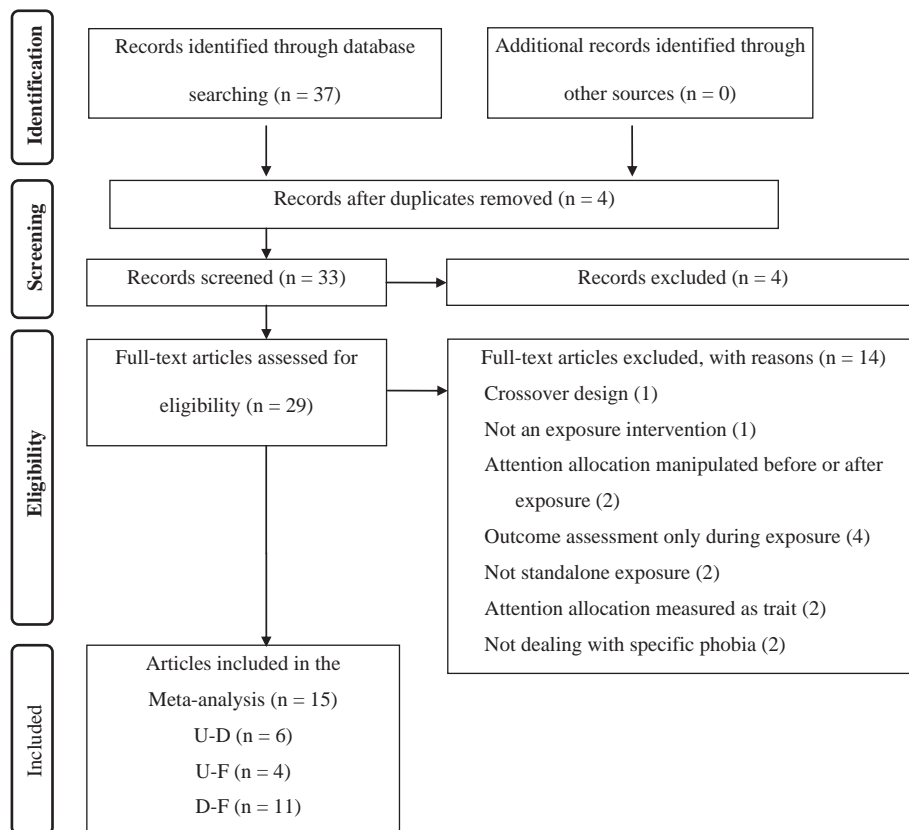 Identification
Records identified through database
searching (n = 37)
Additional records identified through
other sources (n = 0)
Screening
Records after duplicates removed (n = 4)
Records screened (n = 33)
Records excluded (n = 4)
Eligibility
Full-text articles assessed for
eligibility (n = 29)
Full-text articles excluded, with reasons (n = 14)
Crossover design (1)
Not an exposure intervention (1)
Attention allocation manipulated before or after
exposure (2)
Outcome assessment only during exposure (4)
Not standalone exposure (2)
Attention allocation measured as trait (2)
Not dealing with specific phobia (2)
Included
Articles included in the
Meta-analysis (n = 15)
U-D (n = 6)
U-F (n = 4)
D-F (n = 11)